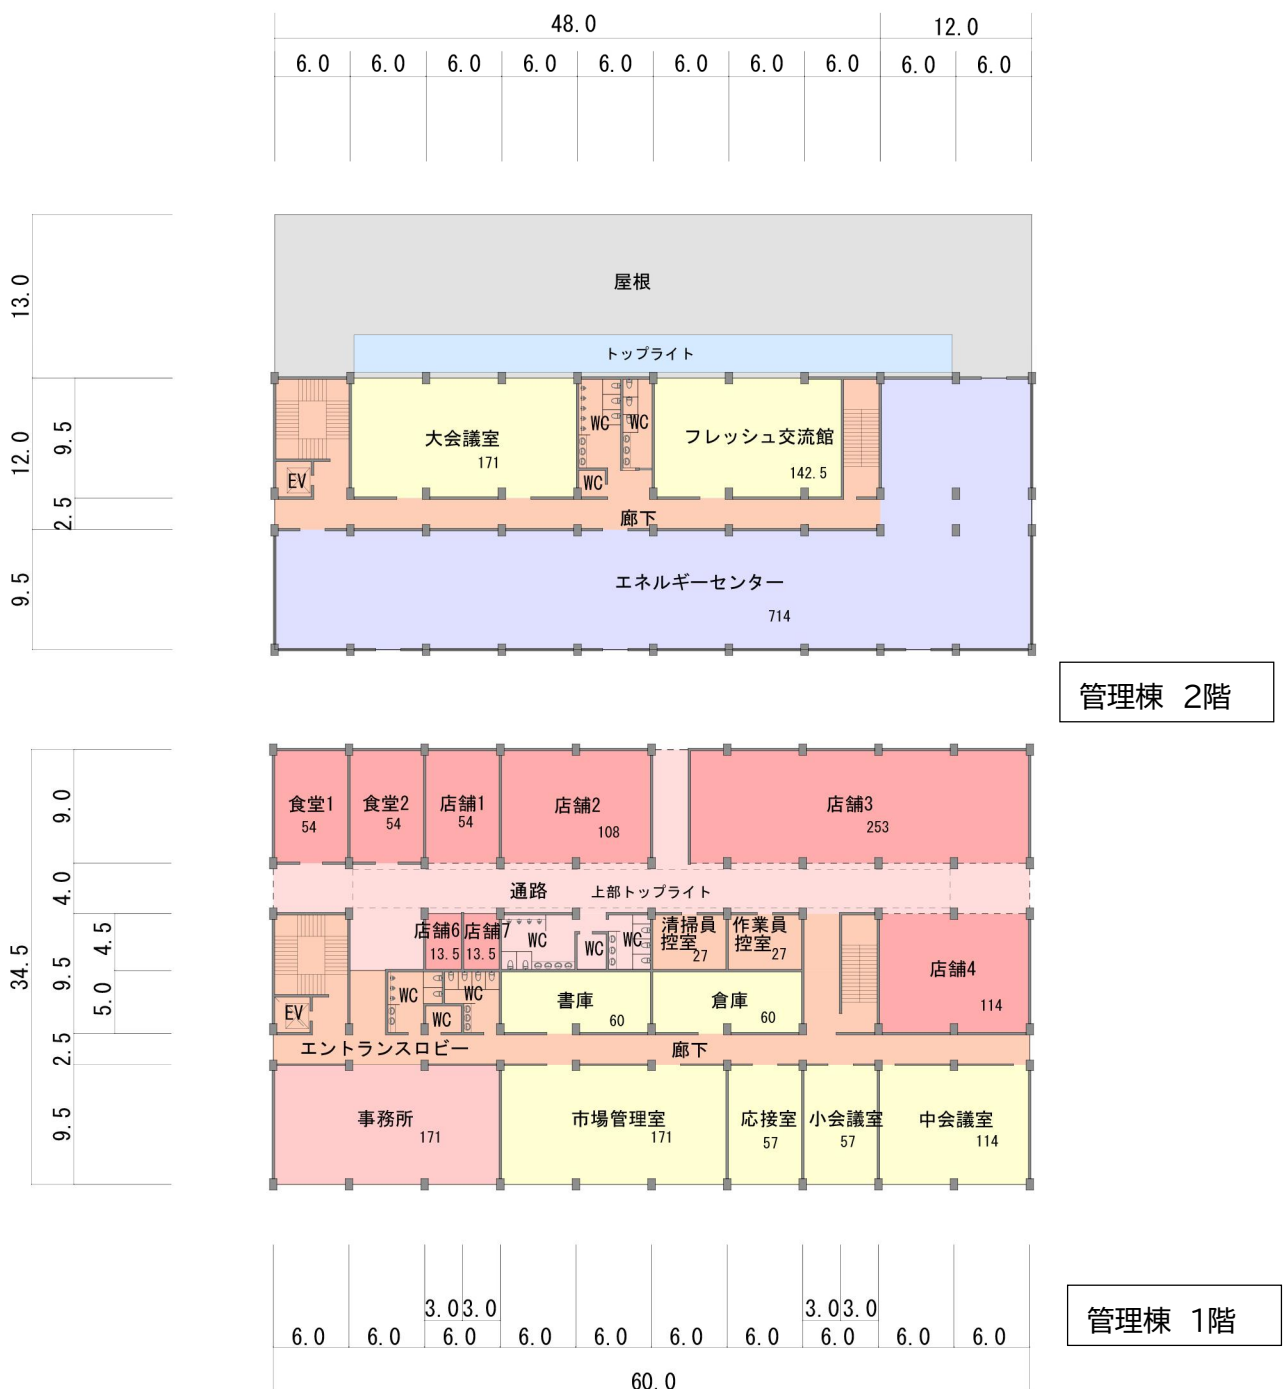 48.0
12.0
6.0 6.0 6.0 6.0 6.0 6.0 6.0 6.0 6.0 6.0
13.0
屋根
トップライト
12.0
9.5
2.5
大会議室
171
WC
WC
WC
フレッシュ交流館
142.5
EV
廊下
9.5
エネルギーセンター
714
管理棟 2階
34.5
9.0
食堂1
54
食堂2
54
店舗1
54
店舗2
108
店舗3
253
4.0
通路
上部トップライト
9.5
4.5
5.0
店舗6
13.5
店舗7
13.5
WC
WC
WC
清掃員
控室
27
作業員
控室
27
店舗4
114
EV
WC
WC
WC
書庫
60
倉庫
60
2.5
エントランスロビー
廊下
9.5
事務所
171
市場管理室
171
応接室
57
小会議室
57
中会議室
114
3.0 3.0
3.0 3.0
6.0 6.0 6.0 6.0 6.0 6.0 6.0 6.0 6.0 6.0
60.0
管理棟 1階